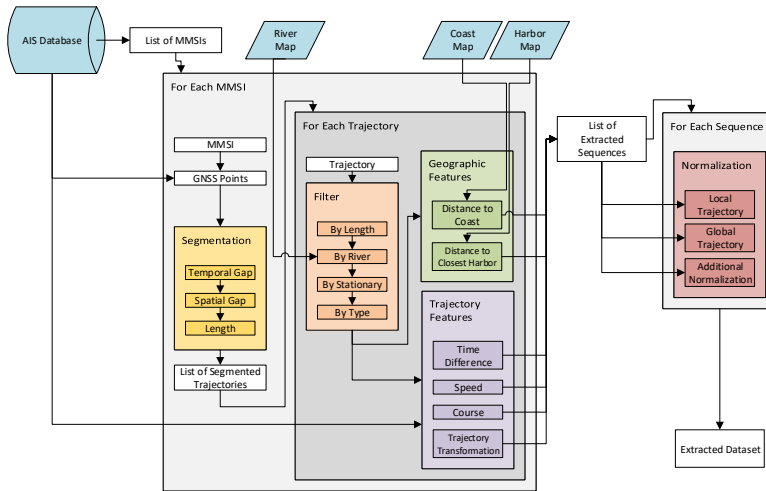 AIS Database
List of MMSIs
River
Map
Coast
Map
Harbor
Map
For Each MMSI
MMSI
GNSS Points
Segmentation
Temporal Gap
Spatial Gap
Length
List of Segmented
Trajectories
For Each Trajectory
Trajectory
Filter
By Length
By River
By Stationary
By Type
Geographic
Features
Distance to
Coast
Distance to
Closest Harbor
Trajectory
Features
Time
Difference
Speed
Course
Trajectory
Transformation
List of
Extracted
Sequences
For Each Sequence
Normalization
Local
Trajectory
Global
Trajectory
Additional
Normalization
Extracted Dataset